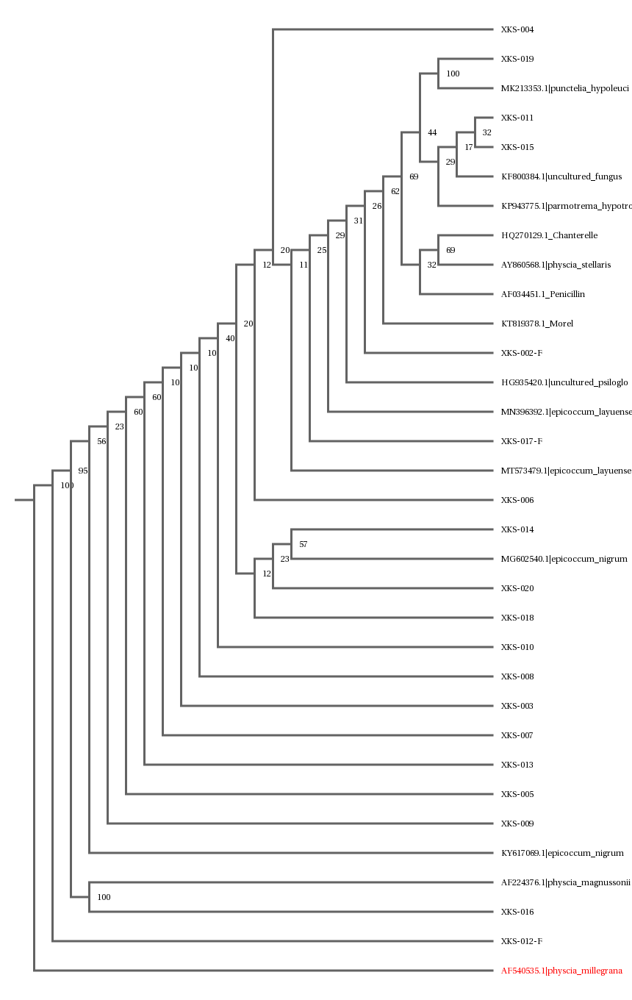 XKS-004
XKS-019
100
MK213353.1|punctelia_hypoleuci
XKS-011
44
32
17
XKS-015
29
69
KF800384.1|uncultured_fungus
62
26
KP943775.1|parmotrema_hypotro
31
29
HQ270129.1_Chanterelle
20
11
25
69
12
32
AY860568.1|physcia_stellaris
AF034451.1_Penicillin
20
KT819378.1_Morel
40
10
XKS-002-F
10
10
HG935420.1|uncultured_psiloglo
60
60
MN396392.1|epicoccum_layuense
23
56
XKS-017-F
95
MT573479.1|epicoccum_layuense
100
XKS-006
XKS-014
57
23
MG602540.1|epicoccum_nigrum
12
XKS-020
XKS-018
XKS-010
XKS-008
XKS-003
XKS-007
XKS-013
XKS-005
XKS-009
KY617069.1|epicoccum_nigrum
AF224376.1|physcia_magnussonii
100
XKS-016
XKS-012-F
AF540535.1|physcia_millegrana